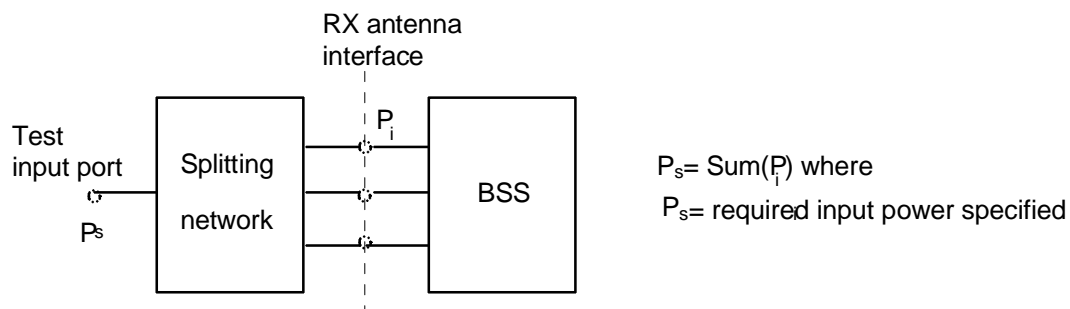 RX antenna
interface
Pi
Test
input port
Splitting
network
BSS
Ps
Ps= Sum(Pi) where
Ps= required input power specified